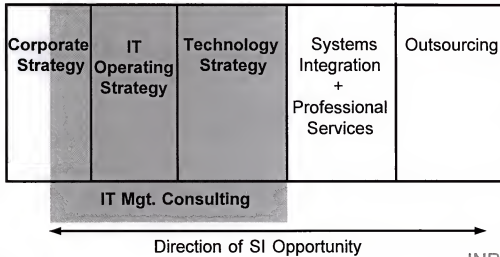 Corporate
Strategy
IT
Operating
Strategy
Technology
Strategy
Systems
Integration
+
Professional
Services
Outsourcing
IT Mgt. Consulting
Direction of SI Opportunity